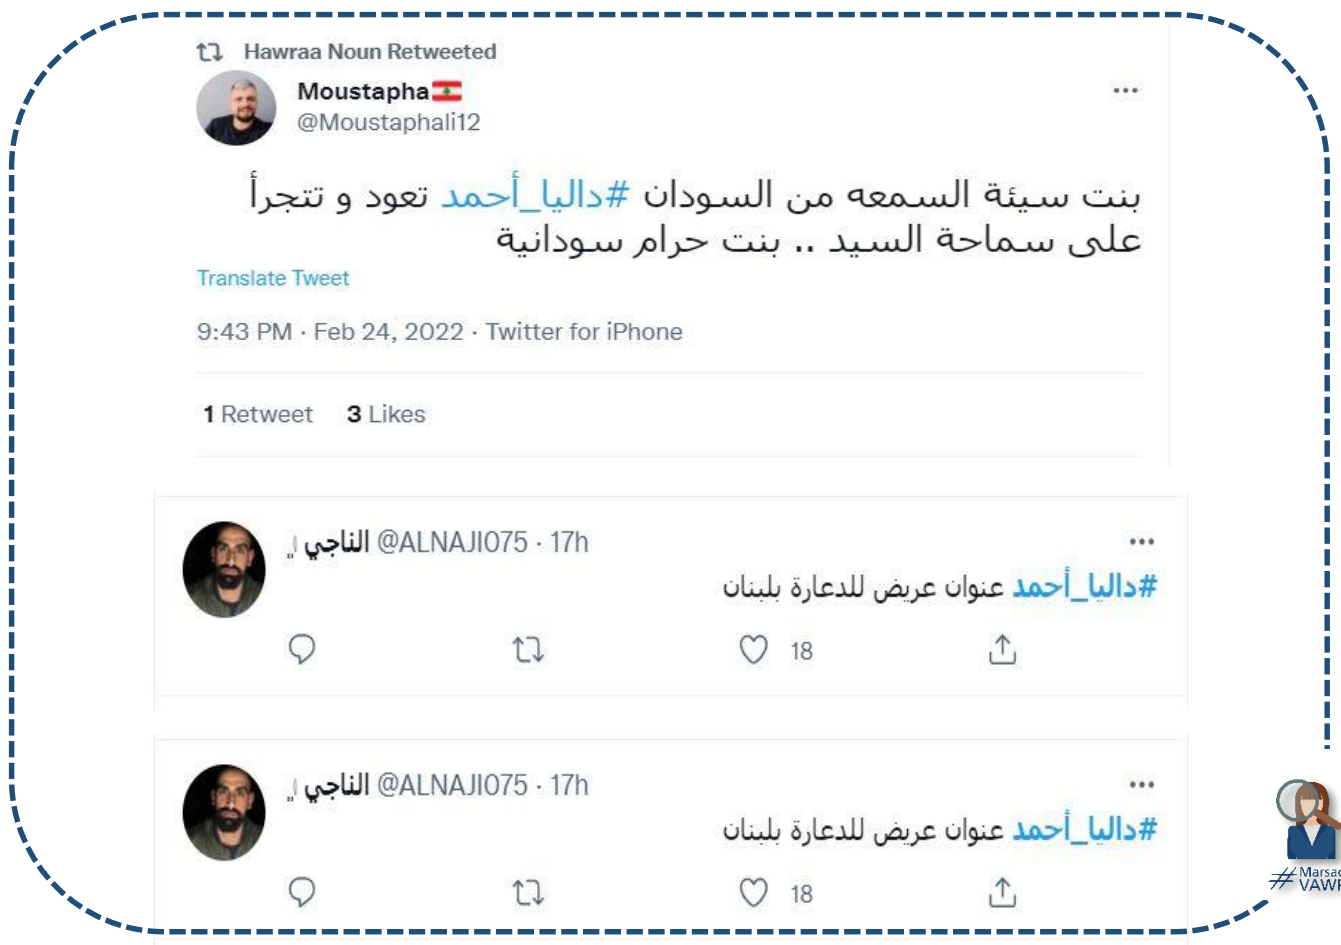 Hawraa Noun Retweeted
Moustapha
@Moustaphali12
بنت سيئة السمعه من السودان #داليا_أحمد تعود و تتجرأ
على سماحة السيد .. بنت حرام سودانية
Translate Tweet
9:43 PM · Feb 24, 2022 · Twitter for iPhone
1 Retweet 3 Likes
الناجي @ALNAJI075 · 17h
#داليا_أحمد عنوان عريض للدعارة بلبنان
18
الناجي @ALNAJI075 · 17h
#داليا_أحمد عنوان عريض للدعارة بلبنان
18